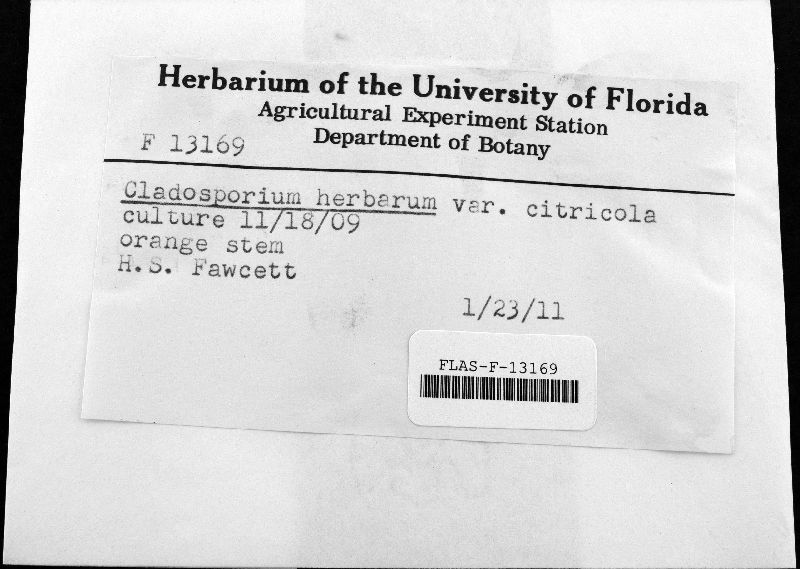 Herbarium of the University of Florida
Agricultural Experiment Station
Department of Botany
F 13169
Cladosporium herbarum var. citricola
culture 11/18/09
orange stem
H.S. Fawcett
1/23/11
FLAS-F-13169